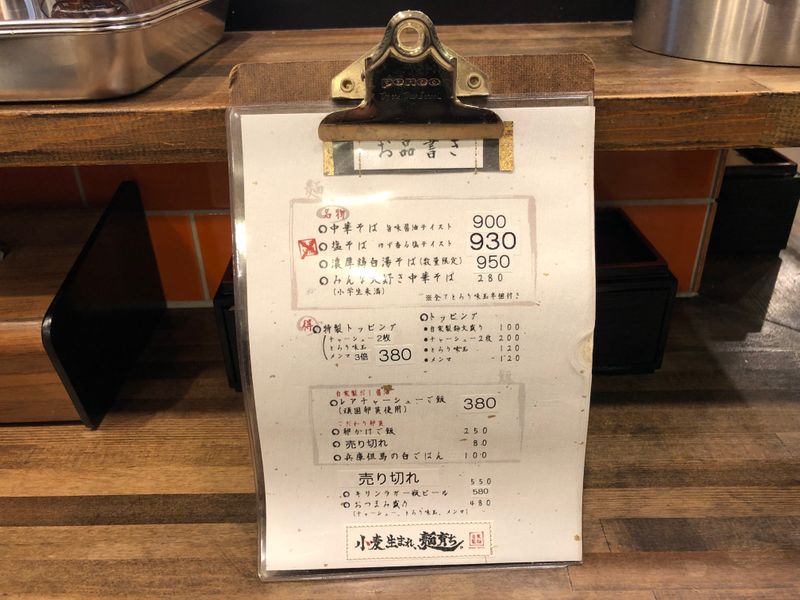 お品書き
麺
名物
中華そば 旨味醤油テイスト 900
塩そば ゆず香る塩テイスト 930
濃厚鶏白湯そば(数量限定) 950
みんな大好き中華そば 280
(小学生未満)
※全てとろり味玉半個付き
得 特製トッピング
チャーシュー2枚
とろり味玉
メンマ 3倍 380
トッピング
自家製麺大盛り 100
チャーシュー2枚 200
とろり味玉 120
メンマ 120
自家製だし醤油
レアチャーシューご飯 380
(頑固卵黄使用)
こだわり卵黄
卵かけご飯 250
売り切れ 80
兵庫但馬の白ごはん 100
売り切れ 550
キリンラガー瓶ビール 580
おつまみ盛り 480
(チャーシュー、とろり味玉、メンマ)
小麦生まれ、麺育ち。